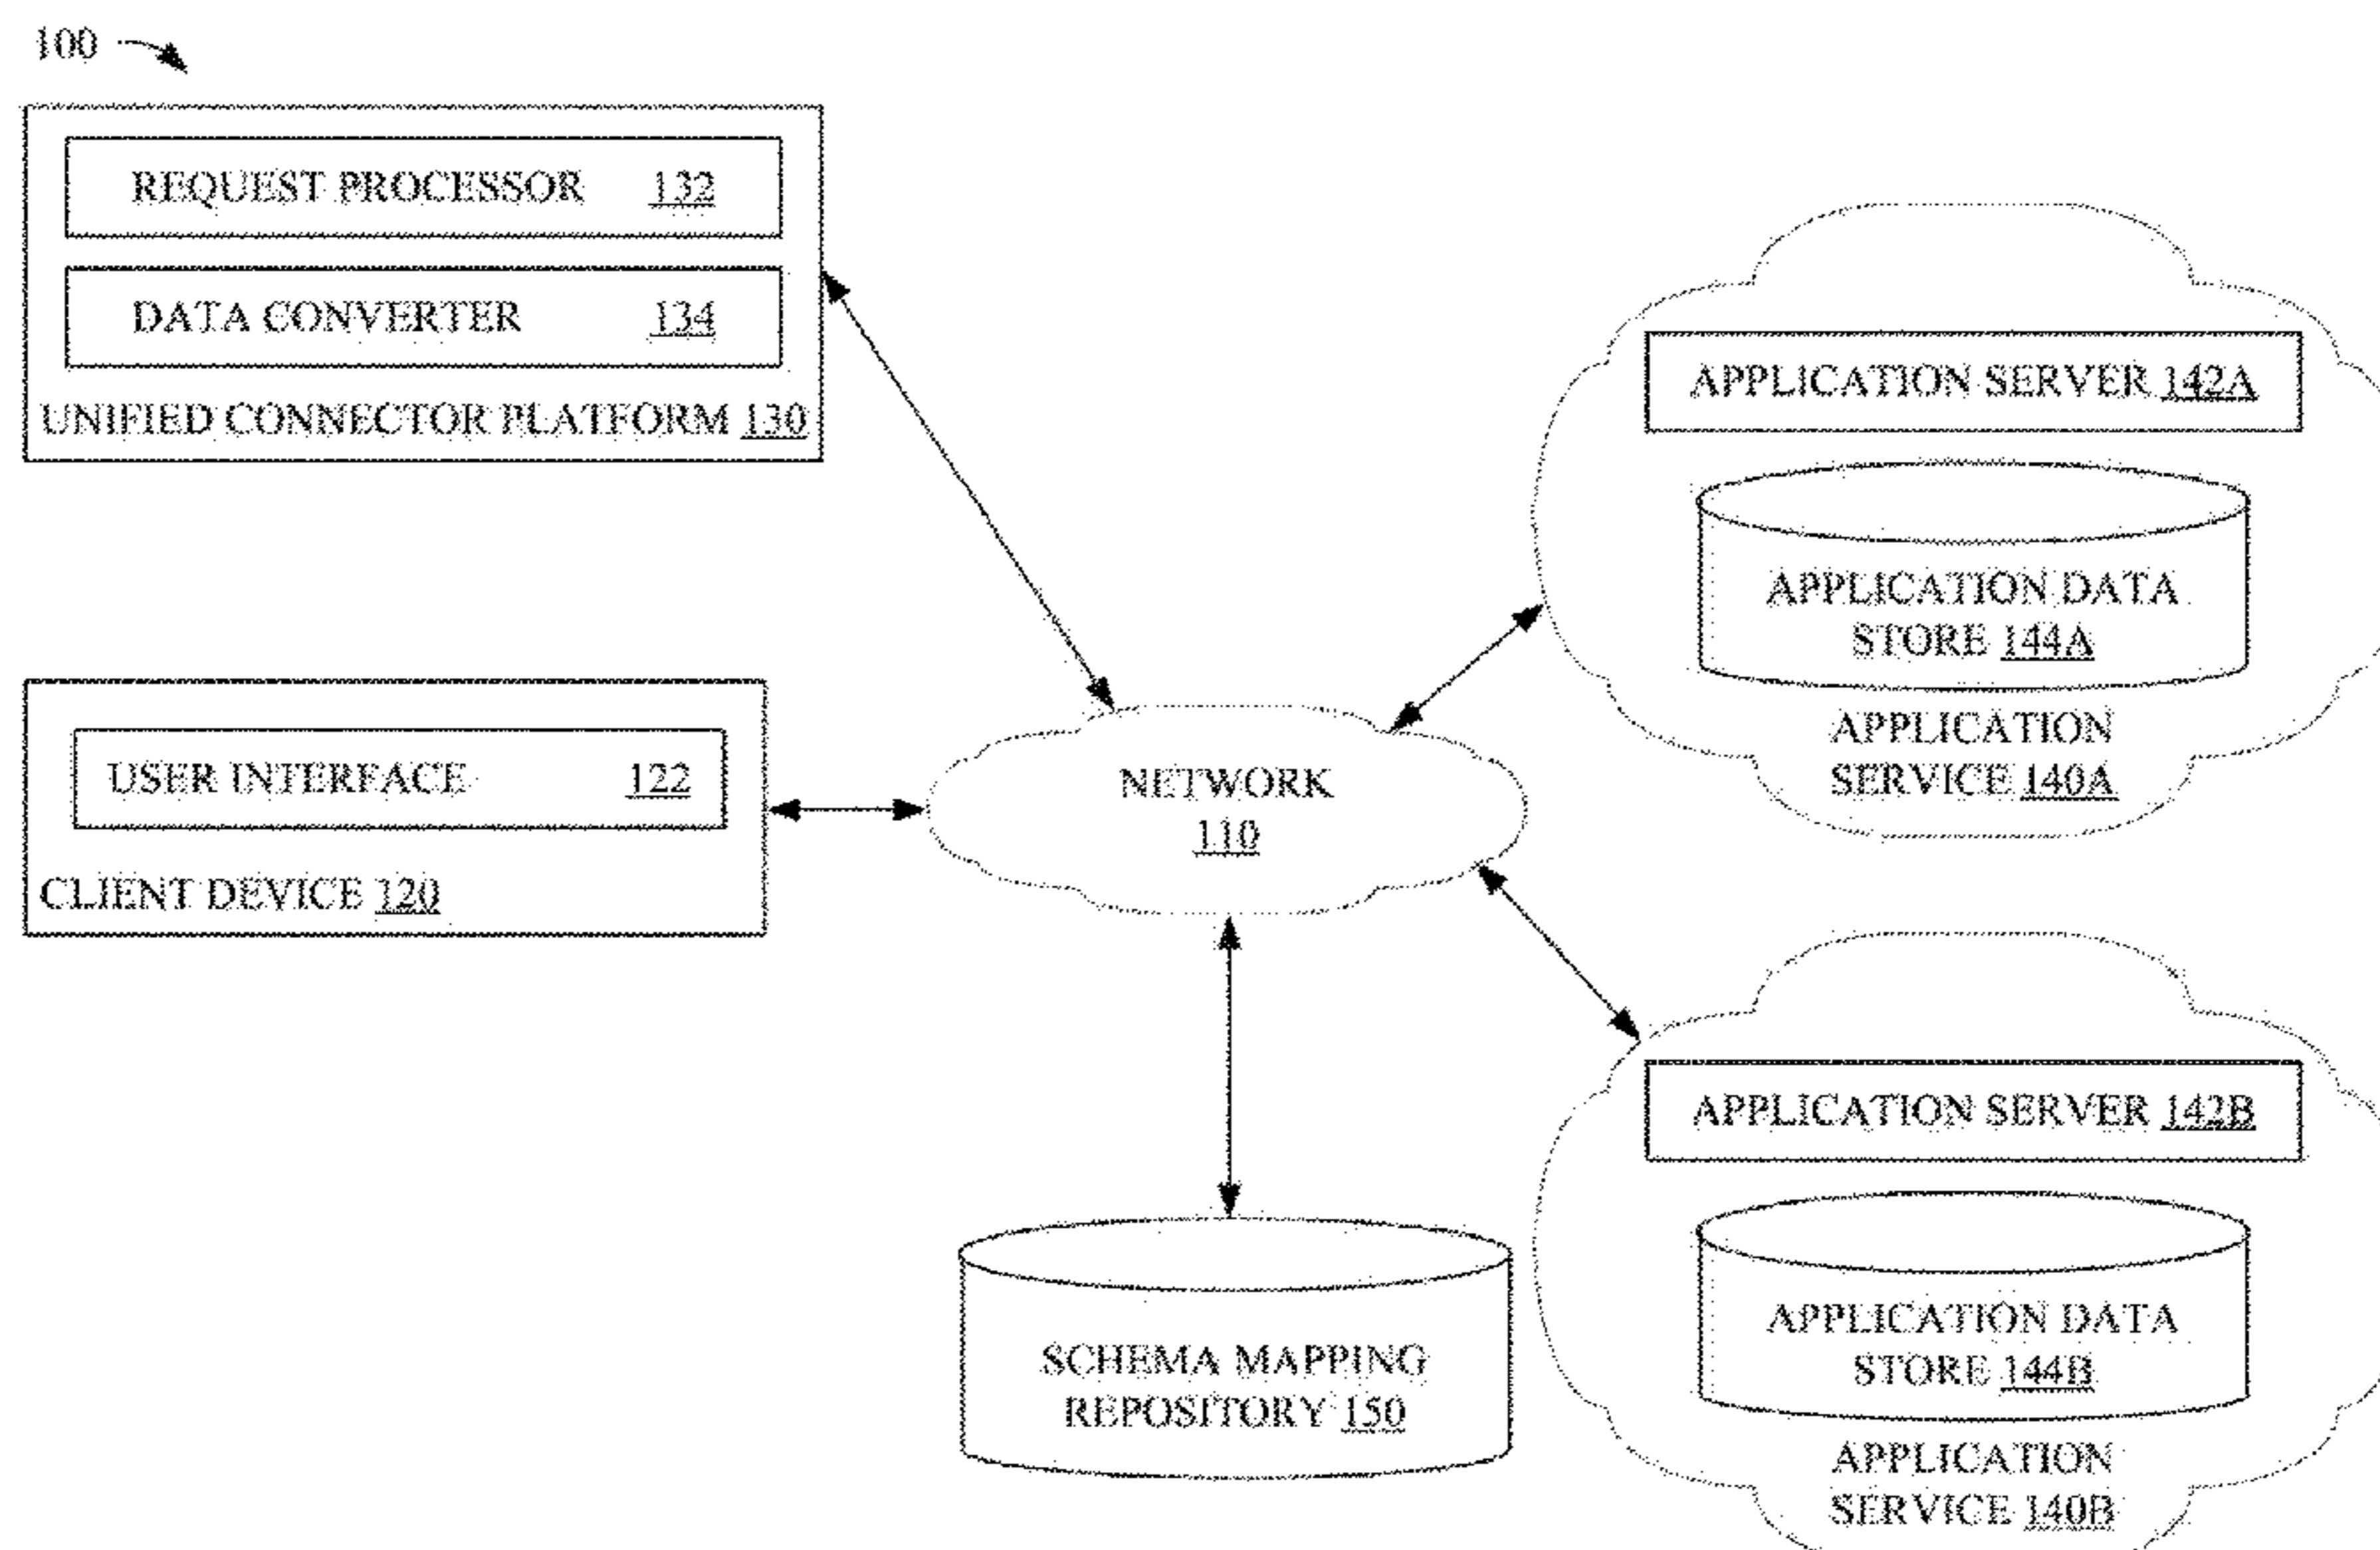 100
REQUEST PROCESSOR 132
DATA CONVERTER 134
UNIFIED CONNECTOR PLATFORM 130
USER INTERFACE 122
CLIENT DEVICE 120
NETWORK
110
APPLICATION SERVER 142A
APPLICATION DATA
STORE 144A
APPLICATION
SERVICE 140A
SCHEMA MAPPING
REPOSITORY 150
APPLICATION SERVER 142B
APPLICATION DATA
STORE 144B
APPLICATION
SERVICE 140B